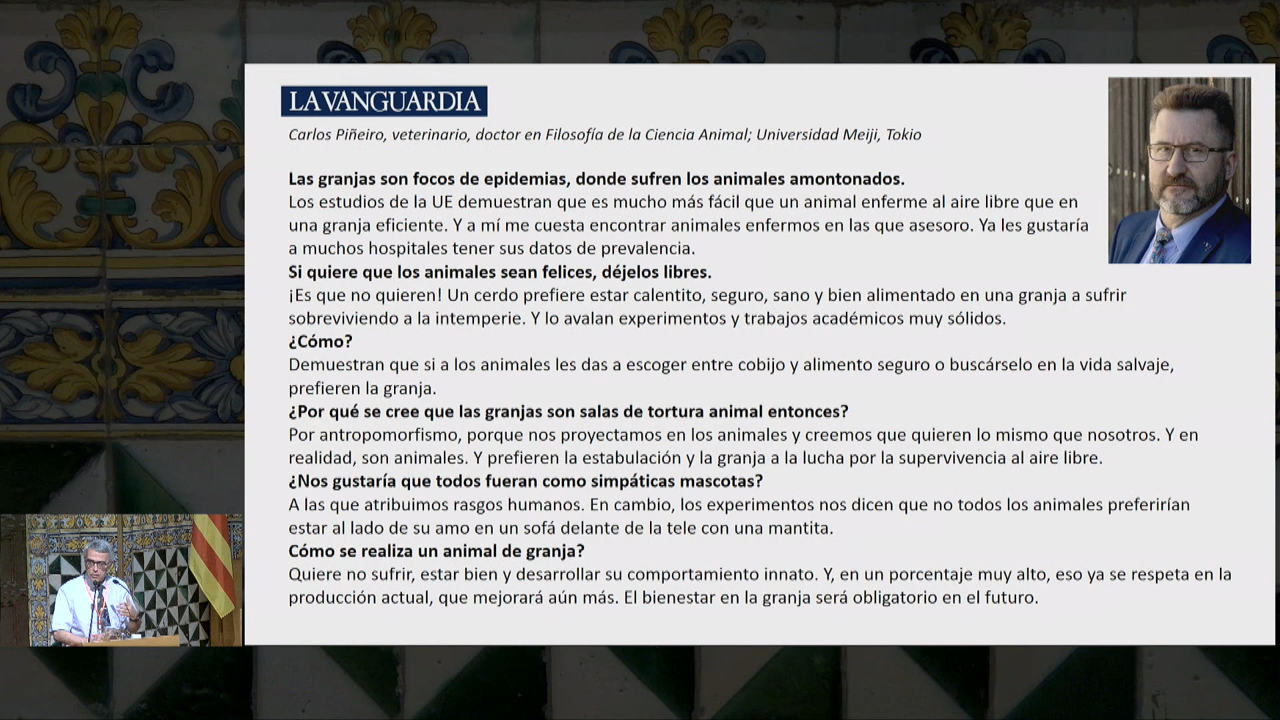 LA VANGUARDIA
Carlos Piñeiro, veterinario, doctor en Filosofía de la Ciencia Animal; Universidad Meiji, Tokio
Las granjas son focos de epidemias, donde sufren los animales amontonados.
Los estudios de la UE demuestran que es mucho más fácil que un animal enferme al aire libre que en
una granja eficiente. Y a mí me cuesta encontrar animales enfermos en las que asesoro. Ya les gustaría
a muchos hospitales tener sus datos de prevalencia.
Si quiere que los animales sean felices, déjelos libres.
¡Es que no quieren! Un cerdo prefiere estar calentito, seguro, sano y bien alimentado en una granja a sufrir
sobreviviendo a la intemperie. Y lo avalan experimentos y trabajos académicos muy sólidos.
¿Cómo?
Demuestran que si a los animales les das a escoger entre cobijo y alimento seguro o buscárselo en la vida salvaje,
prefieren la granja.
¿Por qué se cree que las granjas son salas de tortura animal entonces?
Por antropomorfismo, porque nos proyectamos en los animales y creemos que quieren lo mismo que nosotros. Y en
realidad, son animales. Y prefieren la estabulación y la granja a la lucha por la supervivencia al aire libre.
¿Nos gustaría que todos fueran como simpáticas mascotas?
A las que atribuimos rasgos humanos. En cambio, los experimentos nos dicen que no todos los animales preferirían
estar al lado de su amo en un sofá delante de la tele con una mantita.
Cómo se realiza un animal de granja?
Quiere no sufrir, estar bien y desarrollar su comportamiento innato. Y, en un porcentaje muy alto, eso ya se respeta en la
producción actual, que mejorará aún más. El bienestar en la granja será obligatorio en el futuro.